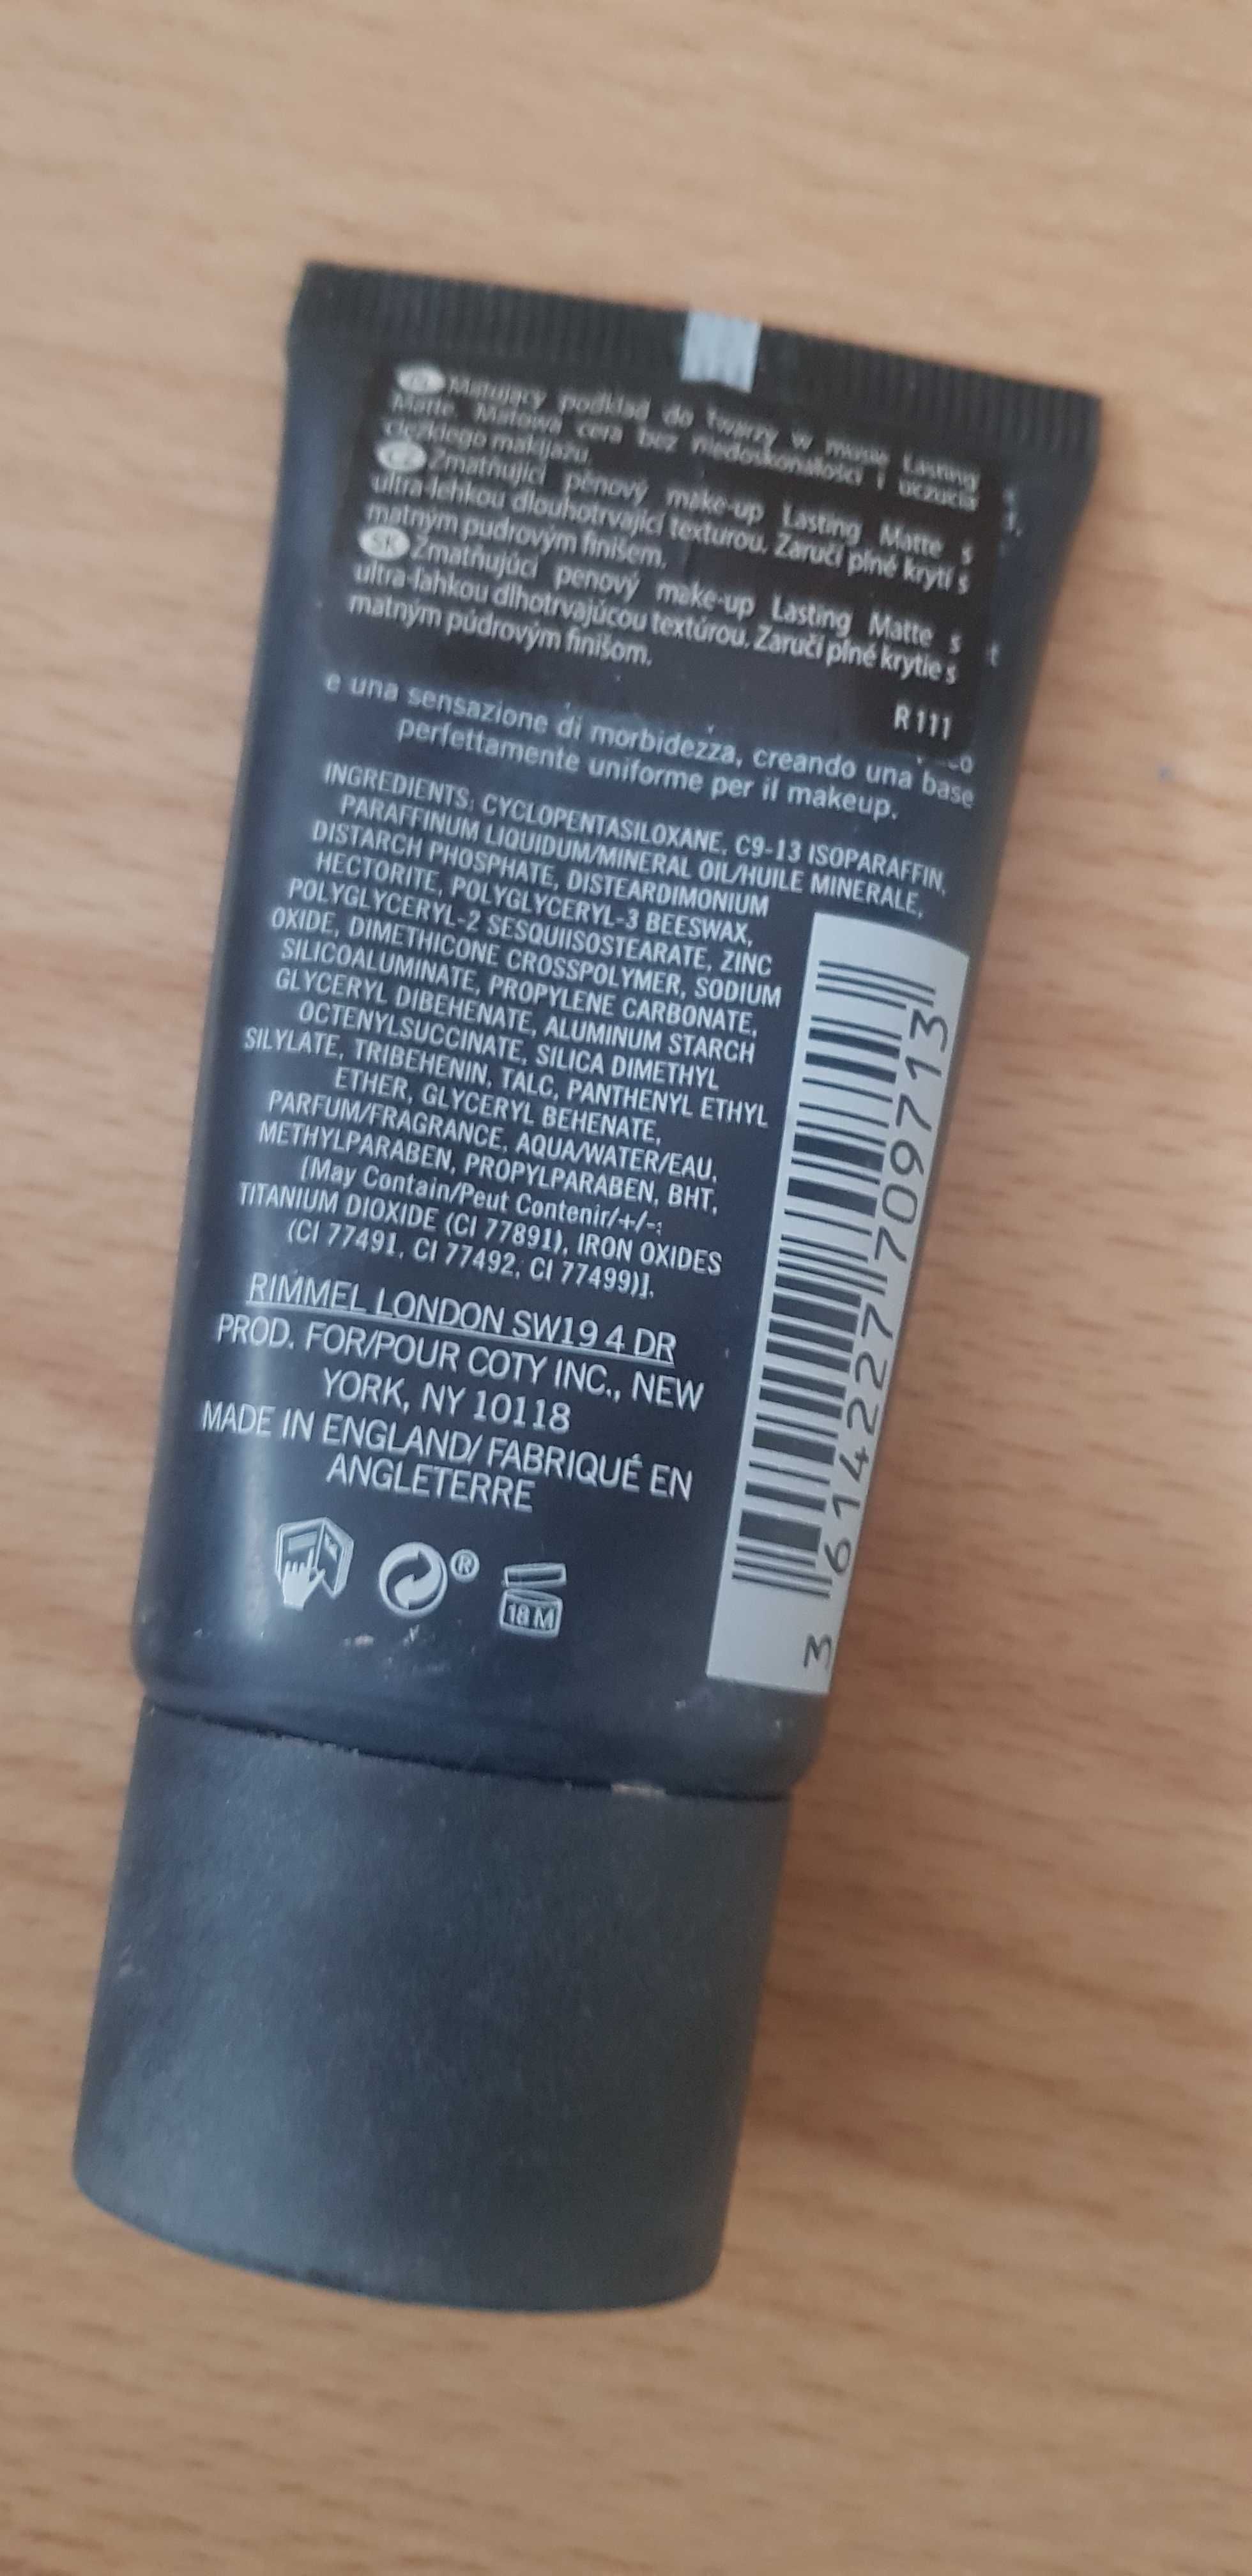 PL Matujący podkład do twarzy w musie Lasting
Matte. Matowa cera bez niedoskonałości i uczucia
ciężkiego makijażu.
CZ Zmatňující pěnový make-up Lasting Matte s
ultra-lehkou dlouhotrvající texturou. Zaručí plné krytí s
matným pudrovým finišem.
SK Zmatňujúci penový make-up Lasting Matte s
ultra-ľahkou dlhotrvajúcou textúrou. Zaručí plné krytie s
matným púdrovým finišom.
R 111
e una sensazione di morbidezza, creando una base
perfettamente uniforme per il makeup.
INGREDIENTS: CYCLOPENTASILOXANE, C9-13 ISOPARAFFIN,
PARAFFINUM LIQUIDUM/MINERAL OIL/HUILE MINERALE,
DISTARCH PHOSPHATE, DISTEARDIMONIUM
HECTORITE, POLYGLYCERYL-3 BEESWAX,
POLYGLYCERYL-2 SESQUIISOSTEARATE, ZINC
OXIDE, DIMETHICONE CROSSPOLYMER, SODIUM
SILICOALUMINATE, PROPYLENE CARBONATE,
GLYCERYL DIBEHENATE, ALUMINUM STARCH
OCTENYLSUCCINATE, SILICA DIMETHYL
SILYLATE, TRIBEHENIN, TALC, PANTHENYL ETHYL
ETHER, GLYCERYL BEHENATE,
PARFUM/FRAGRANCE, AQUA/WATER/EAU,
METHYLPARABEN, PROPYLPARABEN, BHT,
[May Contain/Peut Contenir/+/-:
TITANIUM DIOXIDE (CI 77891), IRON OXIDES
(CI 77491, CI 77492, CI 77499)].
RIMMEL LONDON SW19 4 DR
PROD. FOR/POUR COTY INC., NEW
YORK, NY 10118
MADE IN ENGLAND/ FABRIQUÉ EN
ANGLETERRE
®
18 M
3 614227 709713